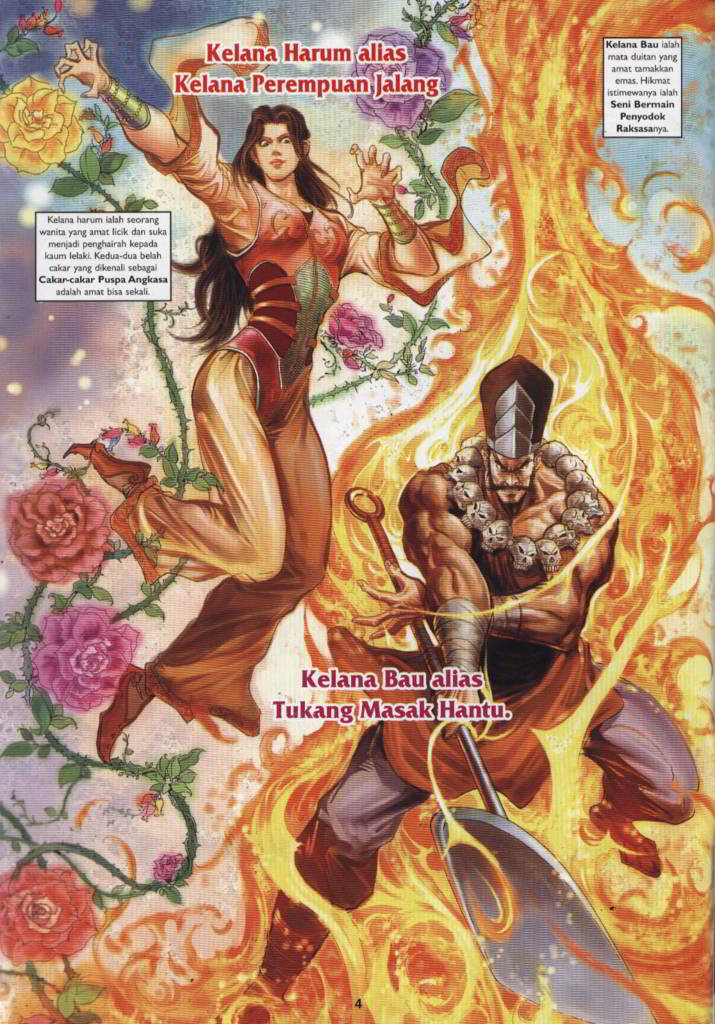 Kelana Harum alias
Kelana Perempuan Jalang
Kelana Bau ialah
mata duitan yang
amat tamakkan
emas. Hikmat
istimewanya ialah
Seni Bermain
Penyodok
Raksasanya.
Kelana harum ialah seorang
wanita yang amat licik dan suka
menjadi penghairah kepada
kaum lelaki. Kedua-dua belah
cakar yang dikenali sebagai
Cakar-cakar Puspa Angkasa
adalah amat bisa sekali.
Kelana Bau alias
Tukang Masak Hantu.
4